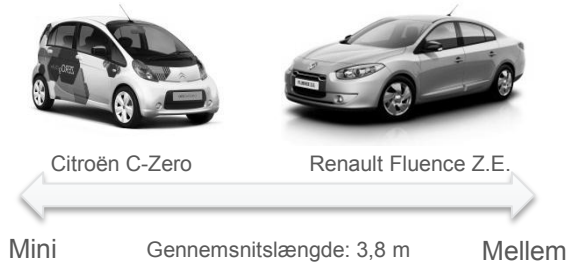 Citroën C-Zero
Renault Fluence Z.E.
Mini
Gennemsnitslængde: 3,8 m
Mellem